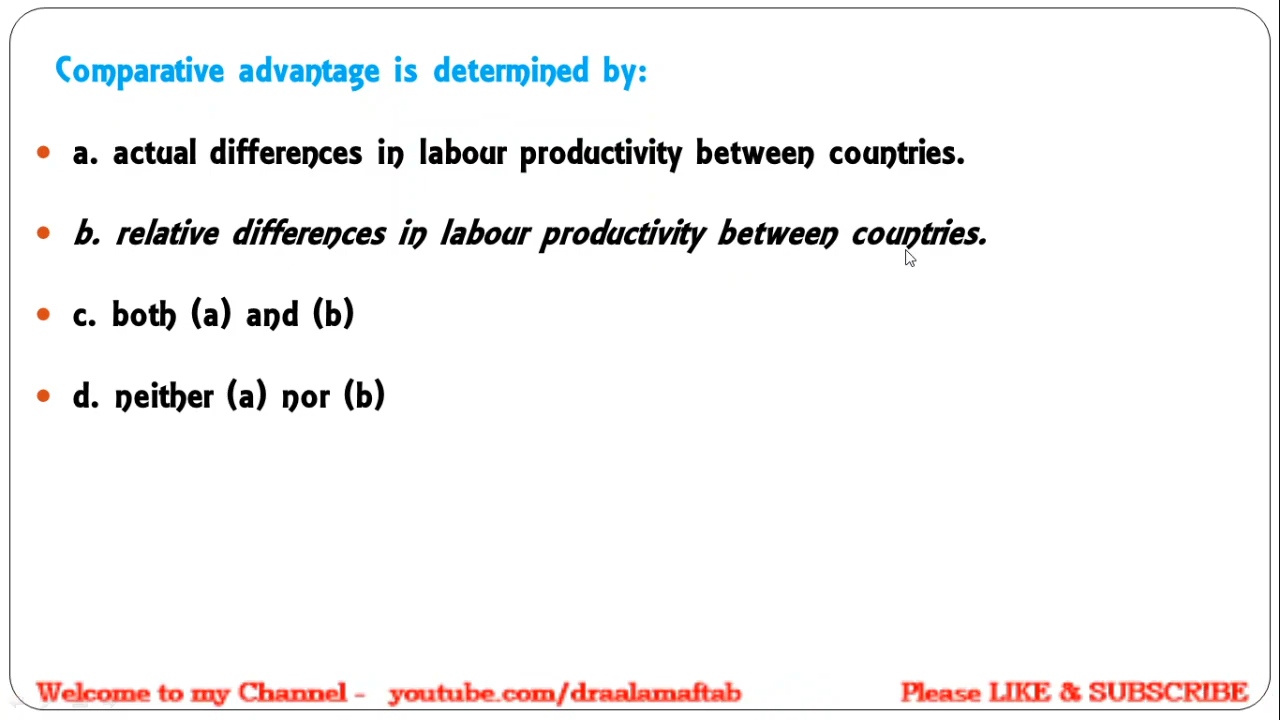 Comparative advantage is determined by:
• a. actual differences in labour productivity between countries.
• b. relative differences in labour productivity between countries.
• c. both (a) and (b)
• d. neither (a) nor (b)
Welcome to my Channel - youtube.com/draalamaftab Please LIKE & SUBSCRIBE